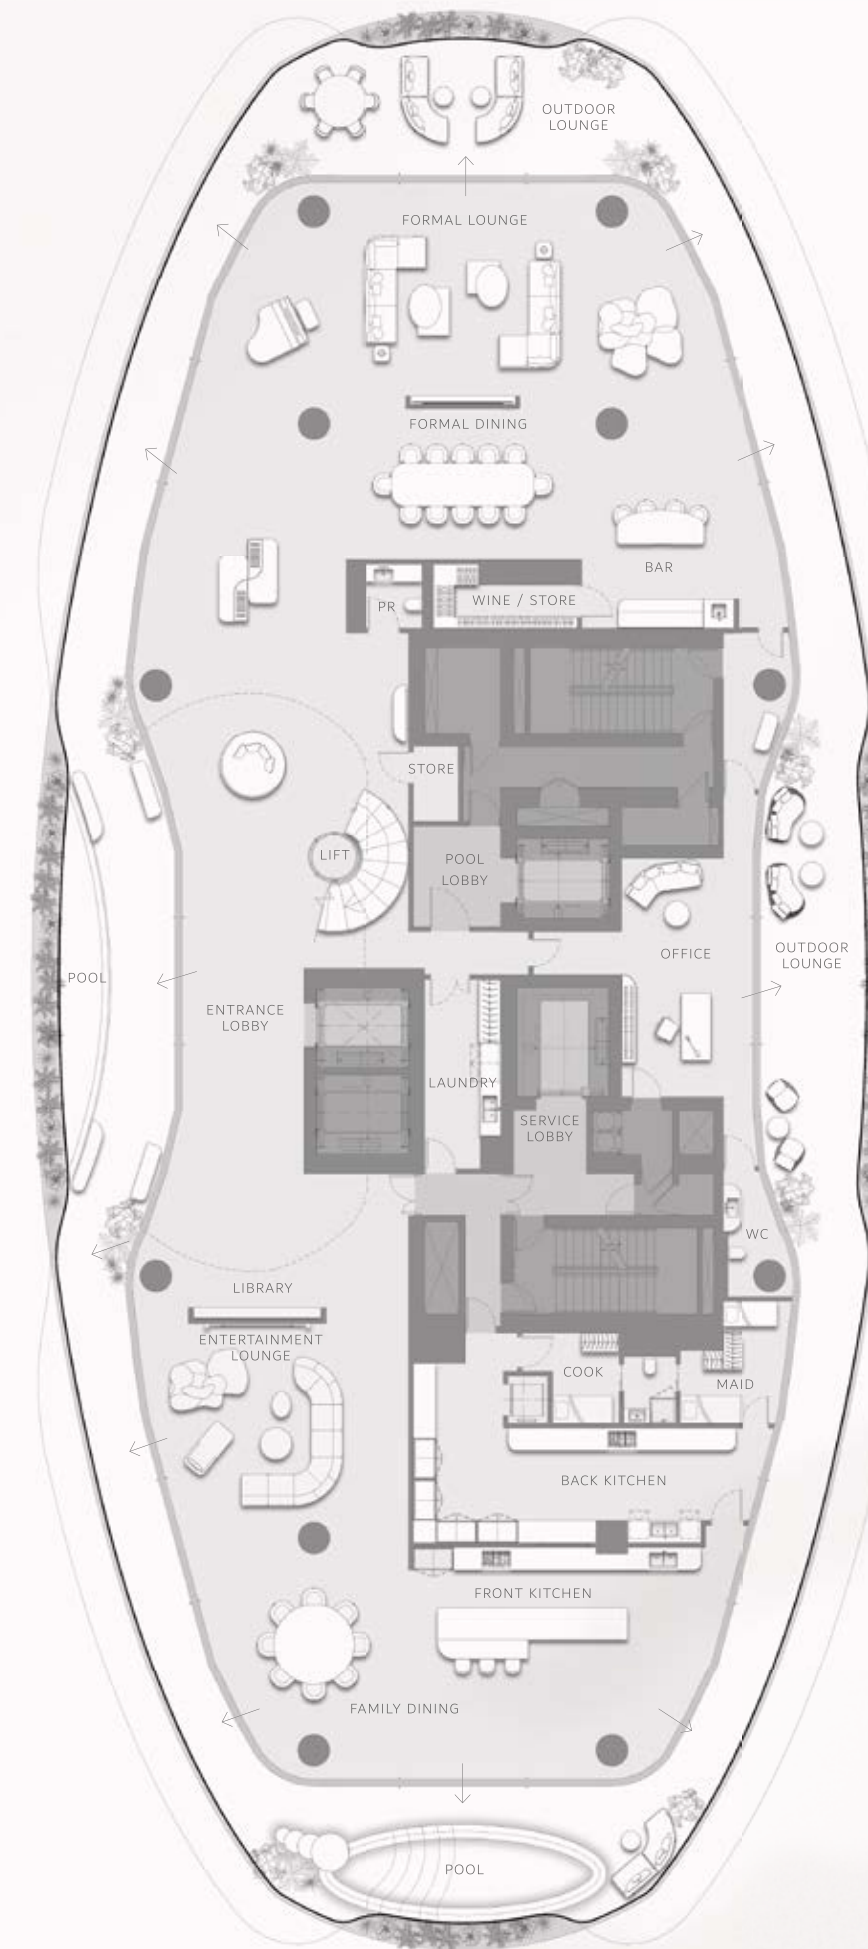 OUTDOOR
LOUNGE
FORMAL LOUNGE
FORMAL DINING
BAR
PR
WINE / STORE
STORE
LIFT
POOL
LOBBY
OFFICE
OUTDOOR
LOUNGE
POOL
ENTRANCE
LOBBY
LAUNDRY
SERVICE
LOBBY
WC
LIBRARY
ENTERTAINMENT
LOUNGE
COOK
MAID
BACK KITCHEN
FRONT KITCHEN
FAMILY DINING
POOL